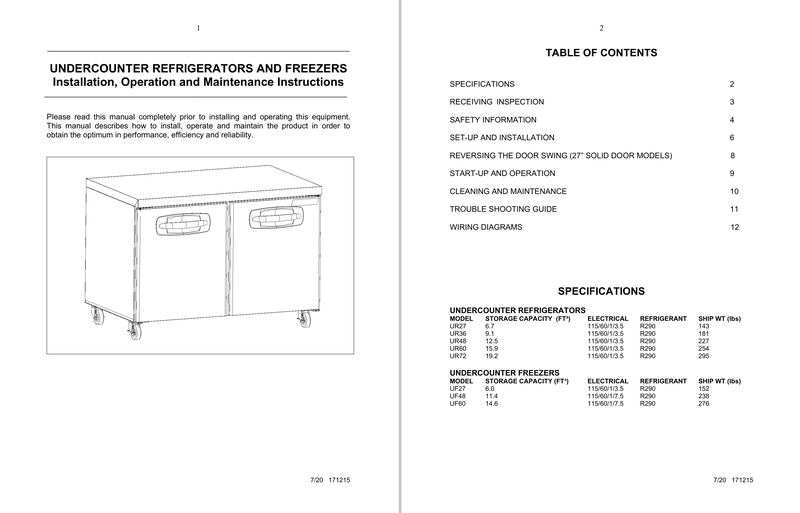 1
UNDERCOUNTER REFRIGERATORS AND FREEZERS
Installation, Operation and Maintenance Instructions
Please read this manual completely prior to installing and operating this equipment.
This manual describes how to install, operate and maintain the product in order to
obtain the optimum in performance, efficiency and reliability.
7/20 171215
2
TABLE OF CONTENTS
SPECIFICATIONS 2
RECEIVING INSPECTION 3
SAFETY INFORMATION 4
SET-UP AND INSTALLATION 6
REVERSING THE DOOR SWING (27" SOLID DOOR MODELS) 8
START-UP AND OPERATION 9
CLEANING AND MAINTENANCE 10
TROUBLE SHOOTING GUIDE 11
WIRING DIAGRAMS 12
SPECIFICATIONS
UNDERCOUNTER REFRIGERATORS
MODEL STORAGE CAPACITY (FT³) ELECTRICAL REFRIGERANT SHIP WT (lbs)
UR27 6.7 115/60/1/3.5 R290 143
UR36 9.1 115/60/1/3.5 R290 181
UR48 12.5 115/60/1/3.5 R290 227
UR60 15.9 115/60/1/3.5 R290 254
UR72 19.2 115/60/1/3.5 R290 295
UNDERCOUNTER FREEZERS
MODEL STORAGE CAPACITY (FT³) ELECTRICAL REFRIGERANT SHIP WT (lbs)
UF27 6.0 115/60/1/3.5 R290 152
UF48 11.4 115/60/1/7.5 R290 238
UF60 14.6 115/60/1/7.5 R290 276
7/20 171215